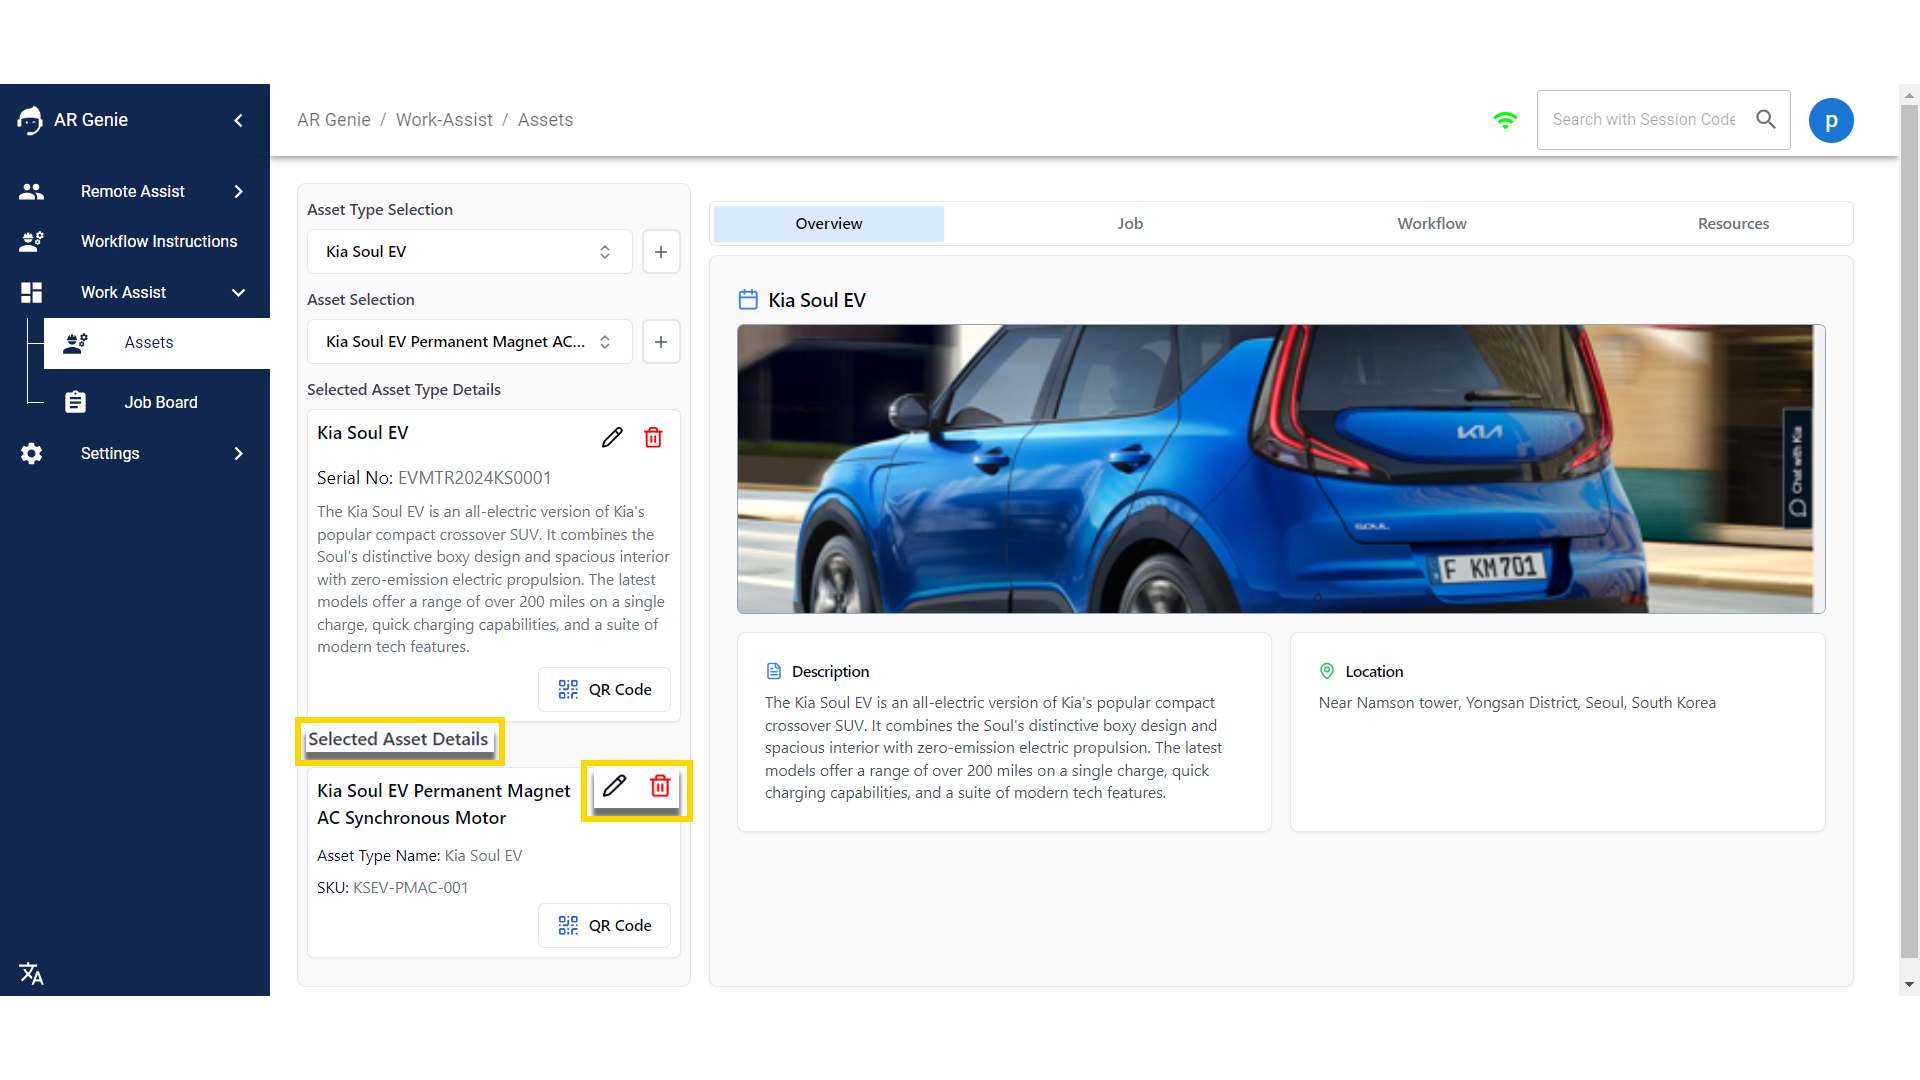 AR Genie
Remote Assist
Workflow Instructions
Work Assist
Assets
Job Board
Settings
AR Genie / Work-Assist / Assets
Search with Session Code
p
Asset Type Selection
Kia Soul EV
+
Asset Selection
Kia Soul EV Permanent Magnet AC...
+
Selected Asset Type Details
Kia Soul EV
Serial No: EVMTR2024KS0001
The Kia Soul EV is an all-electric version of Kia's
popular compact crossover SUV. It combines the
Soul's distinctive boxy design and spacious interior
with zero-emission electric propulsion. The latest
models offer a range of over 200 miles on a single
charge, quick charging capabilities, and a suite of
modern tech features.
QR Code
Selected Asset Details
Kia Soul EV Permanent Magnet
AC Synchronous Motor
Asset Type Name: Kia Soul EV
SKU: KSEV-PMAC-001
QR Code
Overview
Job
Workflow
Resources
Kia Soul EV
KIA
SOUL
F KM701
Chat with Kia
Description
The Kia Soul EV is an all-electric version of Kia's popular compact
crossover SUV. It combines the Soul's distinctive boxy design and
spacious interior with zero-emission electric propulsion. The latest
models offer a range of over 200 miles on a single charge, quick
charging capabilities, and a suite of modern tech features.
Location
Near Namson tower, Yongsan District, Seoul, South Korea